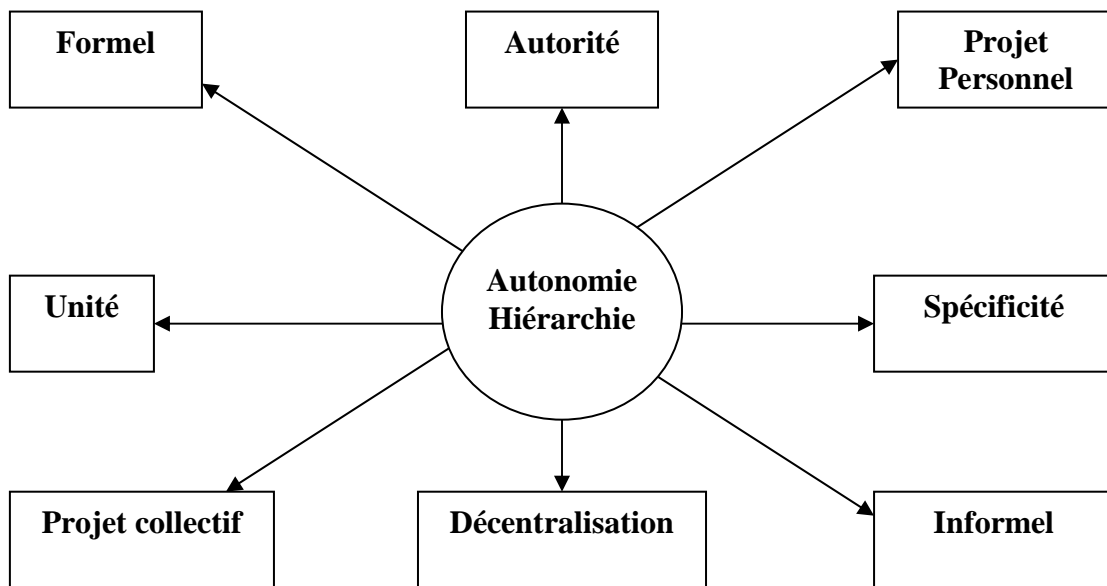 Formel
Autorité
Projet
Personnel
Autonomie
Hiérarchie
Unité
Spécificité
Projet collectif
Décentralisation
Informel